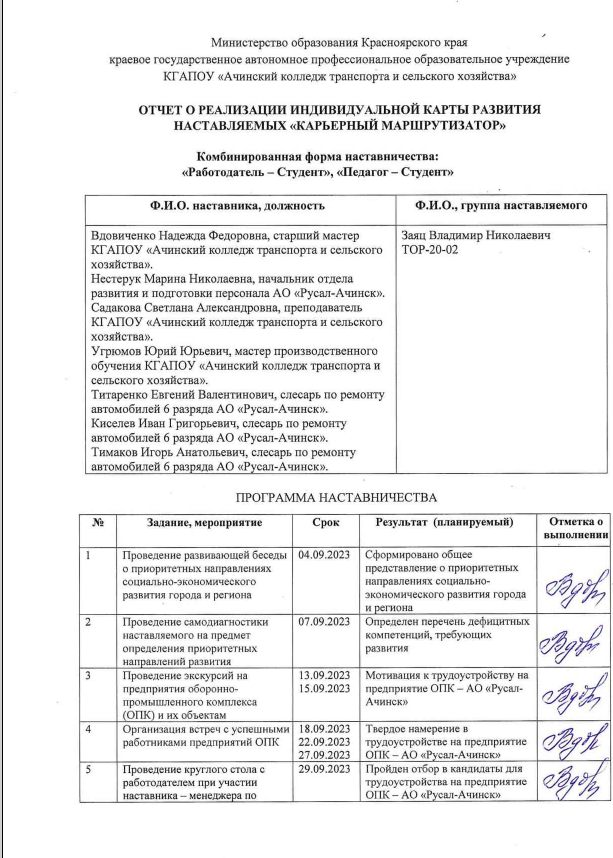 Министерство образования Красноярского края
краевое государственное автономное профессиональное образовательное учреждение
КГАПОУ «Ачинский колледж транспорта и сельского хозяйства»
ОТЧЕТ О РЕАЛИЗАЦИИ ИНДИВИДУАЛЬНОЙ КАРТЫ РАЗВИТИЯ
НАСТАВЛЯЕМЫХ «КАРЬЕРНЫЙ МАРШРУТИЗАТОР»
Комбинированная форма наставничества:
«Работодатель – Студент», «Педагог – Студент»
Ф.И.О. наставника, должность
Ф.И.О., группа наставляемого
Вдовиченко Надежда Федоровна, старший мастер
КГАПОУ «Ачинский колледж транспорта и сельского
хозяйства».
Нестерук Марина Николаевна, начальник отдела
развития и подготовки персонала АО «Русал-Ачинск».
Садакова Светлана Александровна, преподаватель
КГАПОУ «Ачинский колледж транспорта и сельского
хозяйства».
Угрюмов Юрий Юрьевич, мастер производственного
обучения КГАПОУ «Ачинский колледж транспорта и
сельского хозяйства».
Титаренко Евгений Валентинович, слесарь по ремонту
автомобилей 6 разряда АО «Русал-Ачинск».
Киселев Иван Григорьевич, слесарь по ремонту
автомобилей 6 разряда АО «Русал-Ачинск».
Тимаков Игорь Анатольевич, слесарь по ремонту
автомобилей 6 разряда АО «Русал-Ачинск».
Заяц Владимир Николаевич
ТОР-20-02
ПРОГРАММА НАСТАВНИЧЕСТВА
№
Задание, мероприятие
Срок
Результат (планируемый)
Отметка о
выполнении
1
Проведение развивающей беседы
о приоритетных направлениях
социально-экономического
развития города и региона
04.09.2023
Сформировано общее
представление о приоритетных
направлениях социально-
экономического развития города
и региона
2
Проведение самодиагностики
наставляемого на предмет
определения приоритетных
направлений развития
07.09.2023
Определен перечень дефицитных
компетенций, требующих
развития
3
Проведение экскурсий на
предприятия оборонно-
промышленного комплекса
(ОПК) и их объектам
13.09.2023
15.09.2023
Мотивация к трудоустройству на
предприятие ОПК – АО «Русал-
Ачинск»
4
Организация встреч с успешными
работниками предприятий ОПК
18.09.2023
22.09.2023
27.09.2023
Твердое намерение в
трудоустройстве на предприятие
ОПК – АО «Русал-Ачинск»
5
Проведение круглого стола с
работодателем при участии
наставника – менеджера по
29.09.2023
Пройден отбор в кандидаты для
трудоустройства на предприятие
ОПК – АО «Русал-Ачинск»